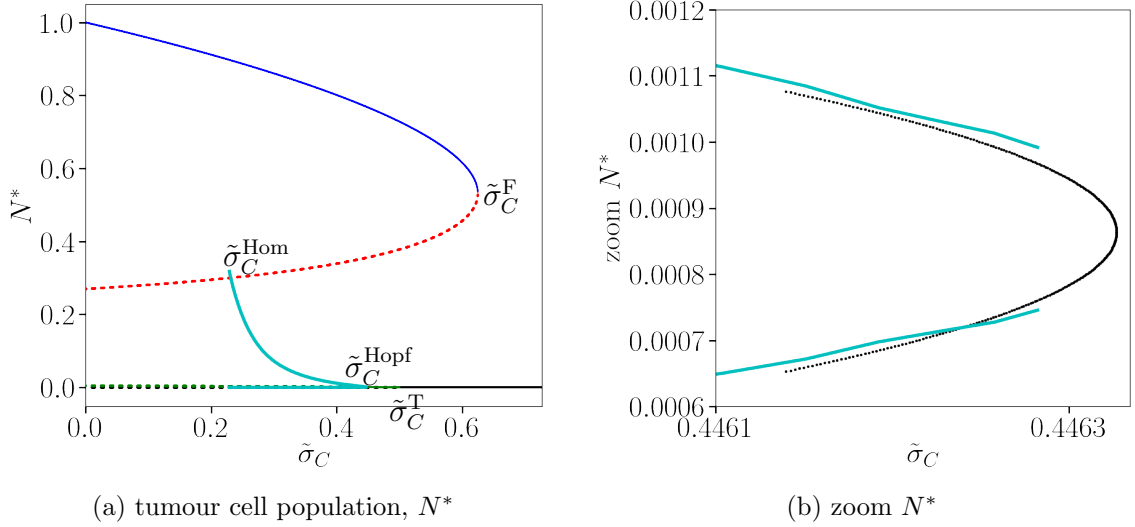 1.0
0.8
0.6
0.4
0.2
0.0
N*
σ̃_C^F
σ̃_C^Hom
σ̃_C^Hopf
σ̃_C^T
0.0 0.2 0.4 0.6
σ̃_C
(a) tumour cell population, N*
0.0012
0.0011
0.0010
0.0009
0.0008
0.0007
0.0006
zoom N*
0.4461 0.4463
σ̃_C
(b) zoom N*